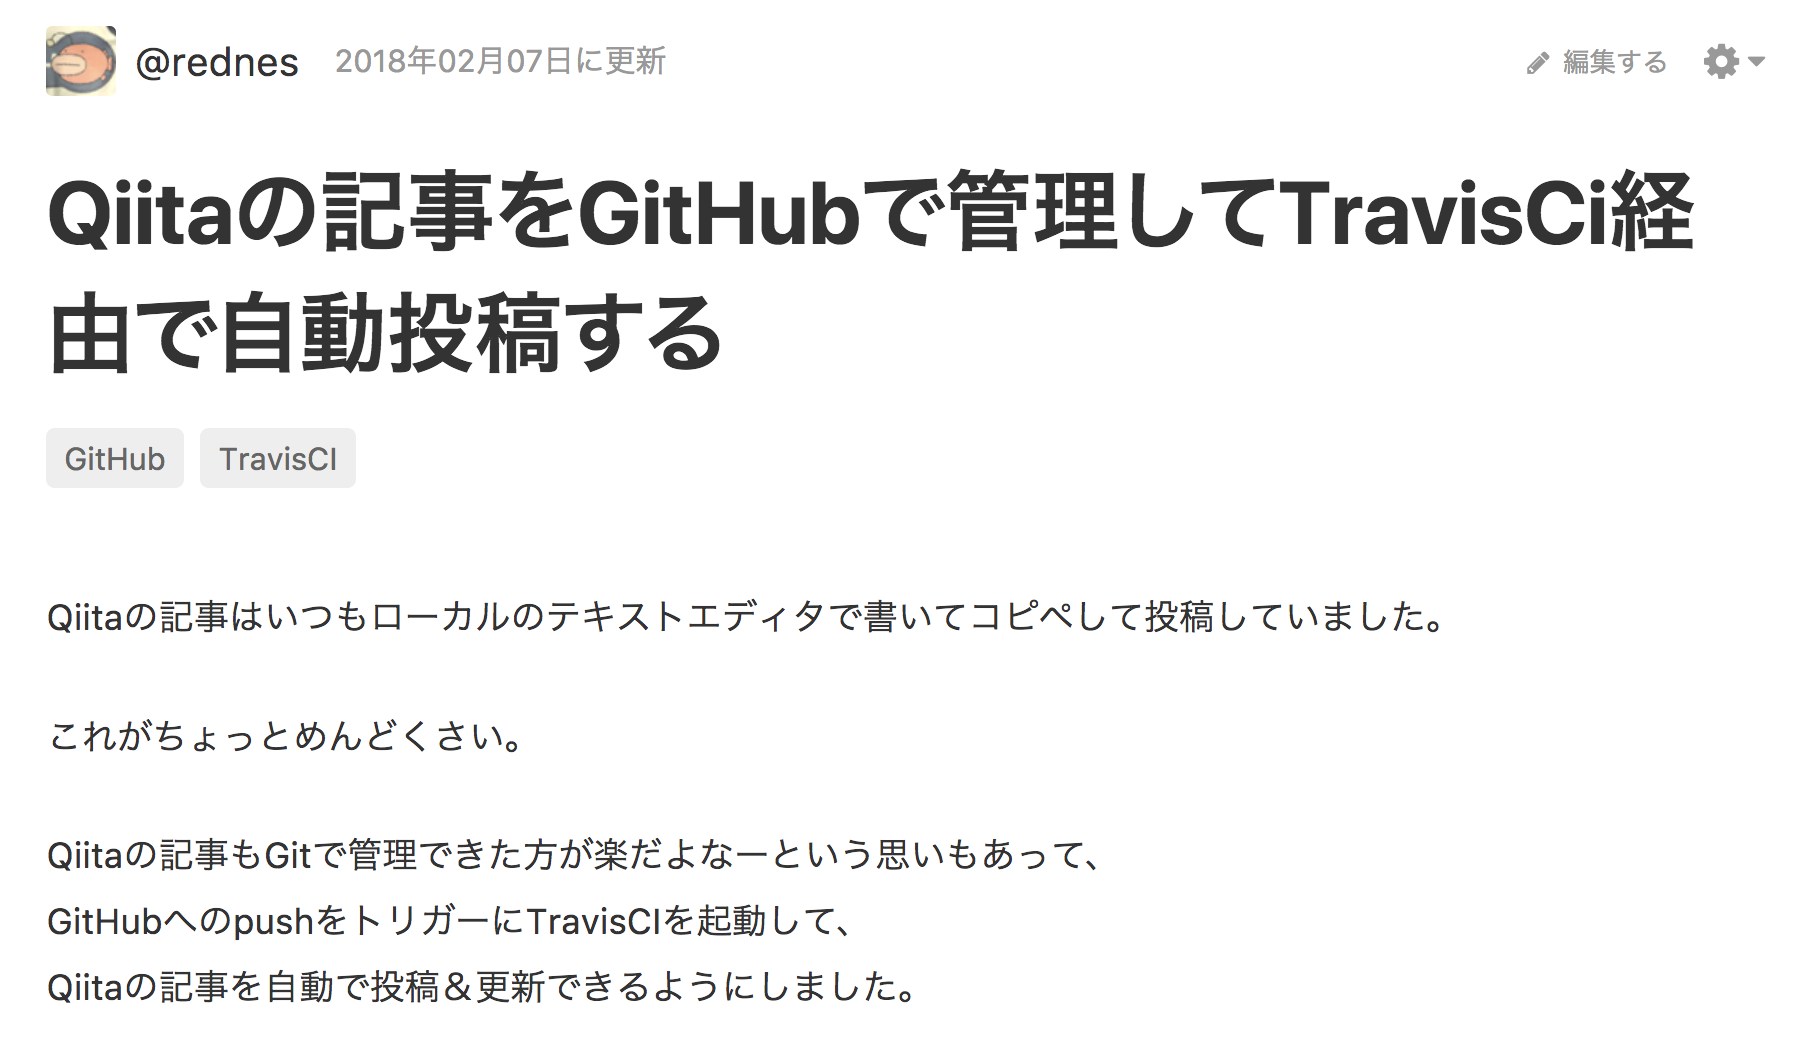 @rednes 2018年02月07日に更新 編集する
Qiitaの記事をGitHubで管理してTravisCi経
由で自動投稿する
GitHub TravisCI
Qiitaの記事はいつもローカルのテキストエディタで書いてコピペして投稿していました。
これがちょっとめんどくさい。
Qiitaの記事もGitで管理できた方が楽だよなーという思いもあって、
GitHubへのpushをトリガーにTravisCIを起動して、
Qiitaの記事を自動で投稿＆更新できるようにしました。